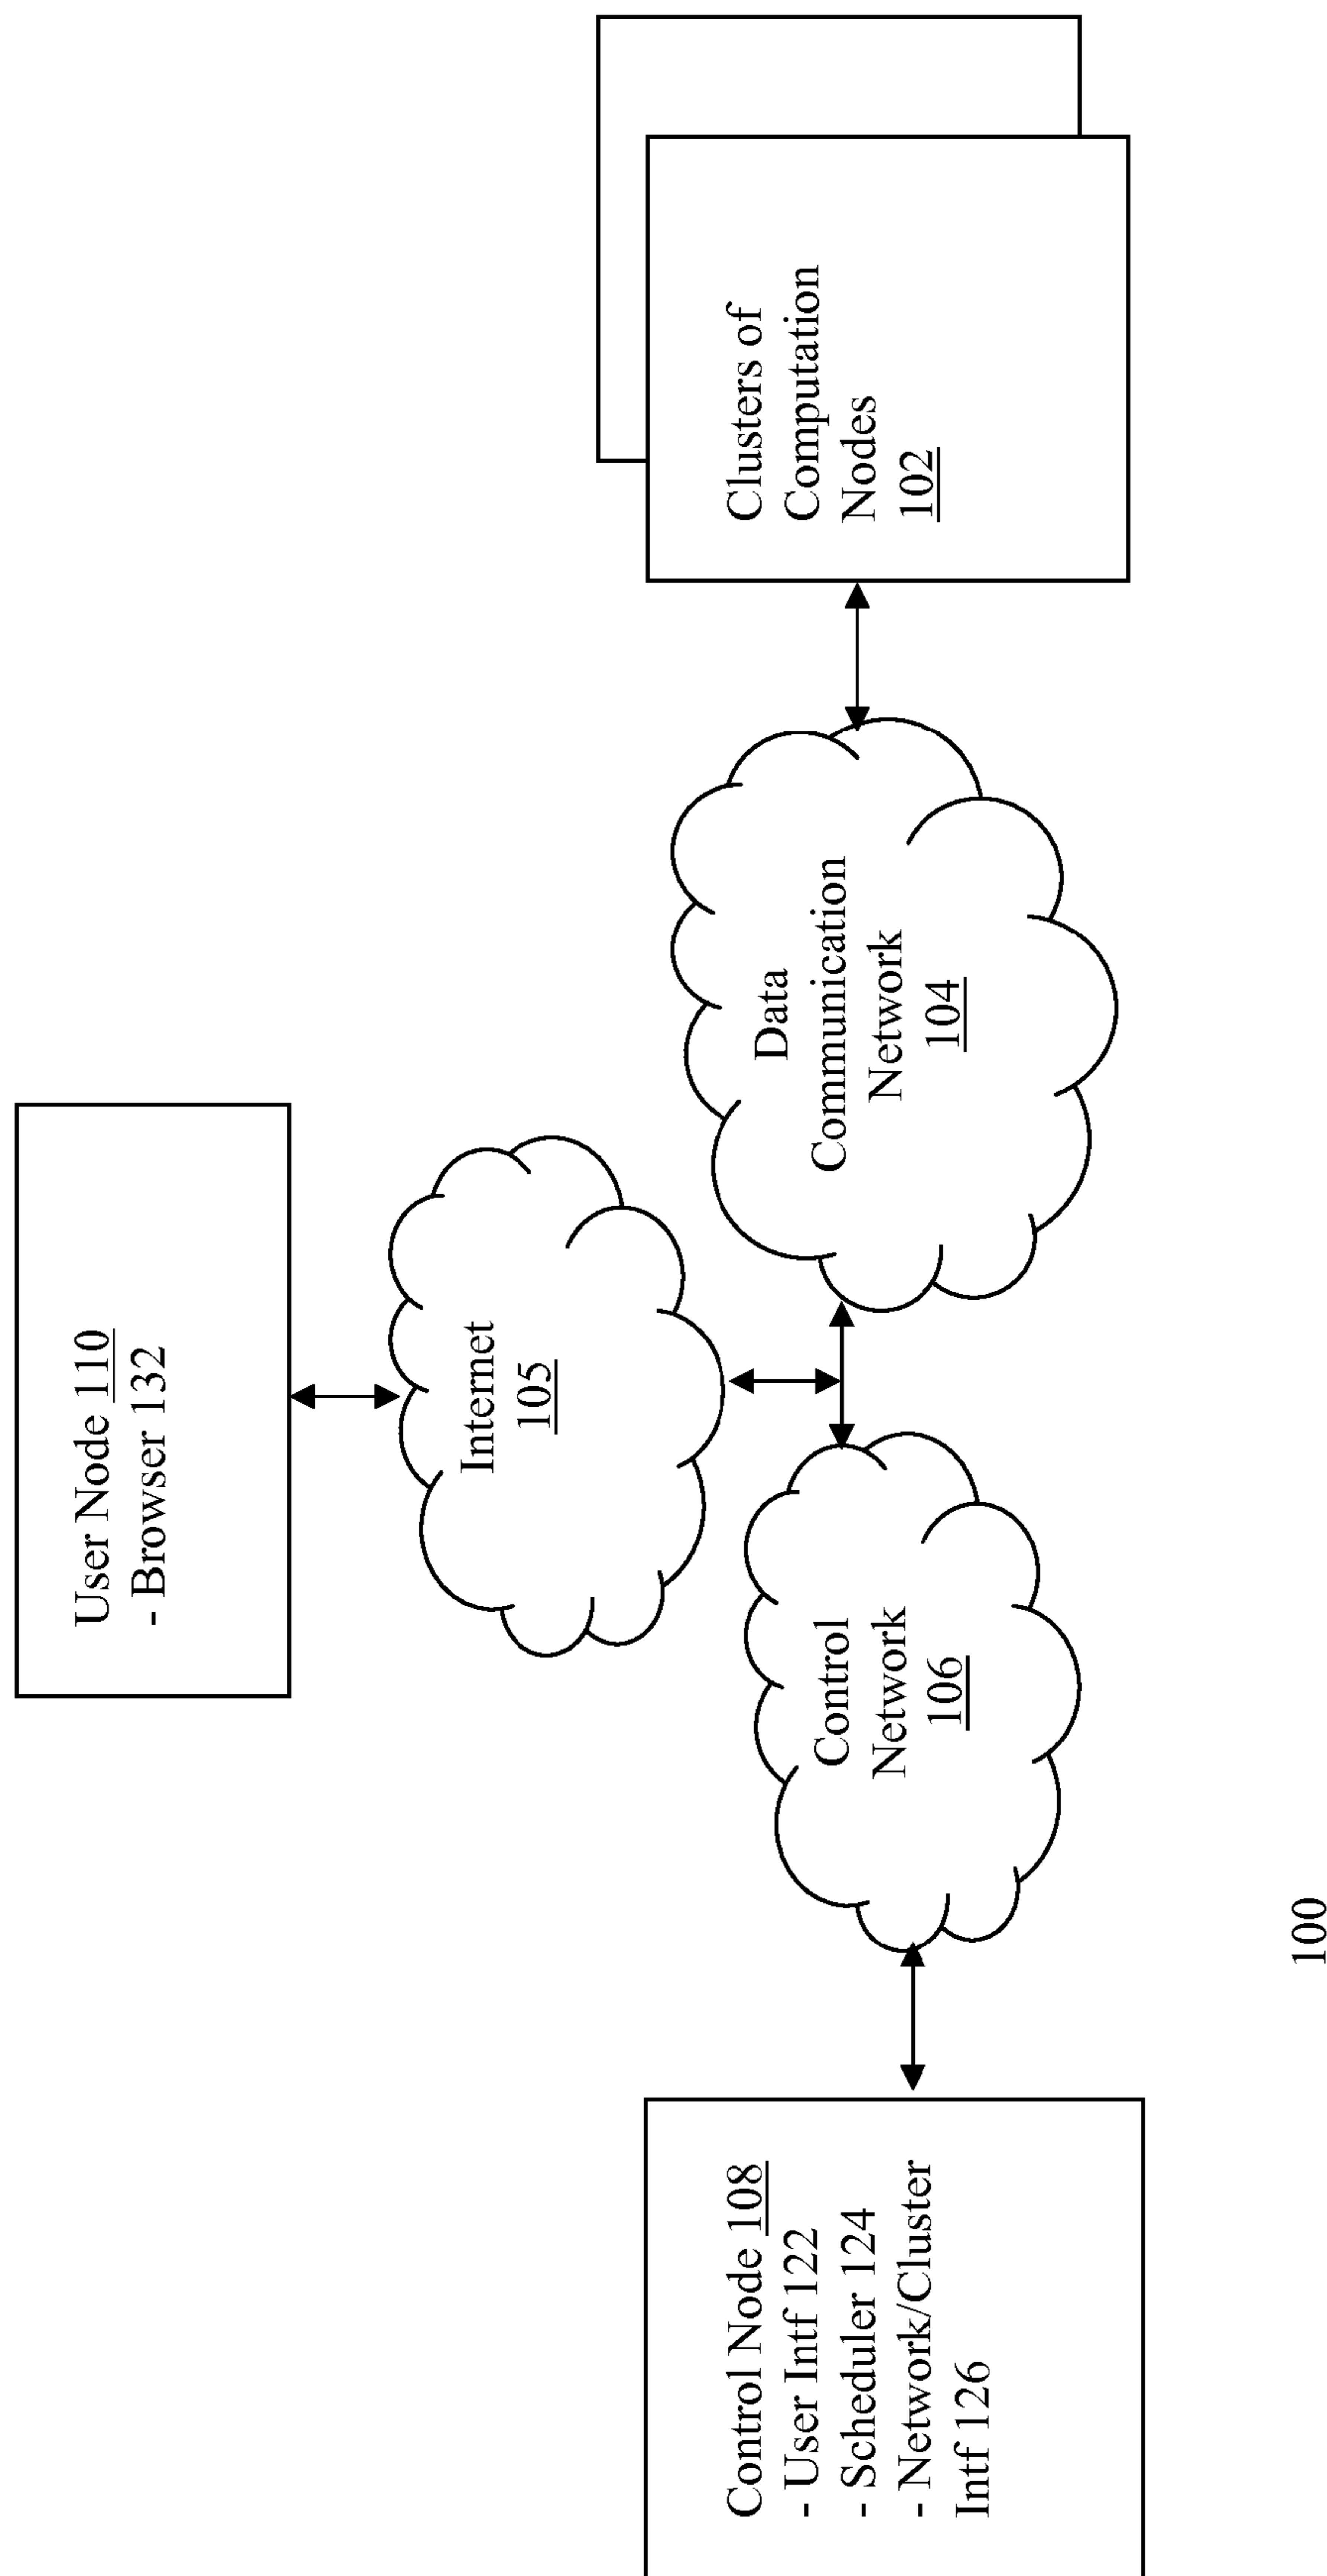 User Node 110
- Browser 132
Internet
105
Control Node 108
- User Intf 122
- Scheduler 124
- Network/Cluster
Intf 126
Control
Network
106
Data
Communication
Network
104
Clusters of
Computation
Nodes
102
100